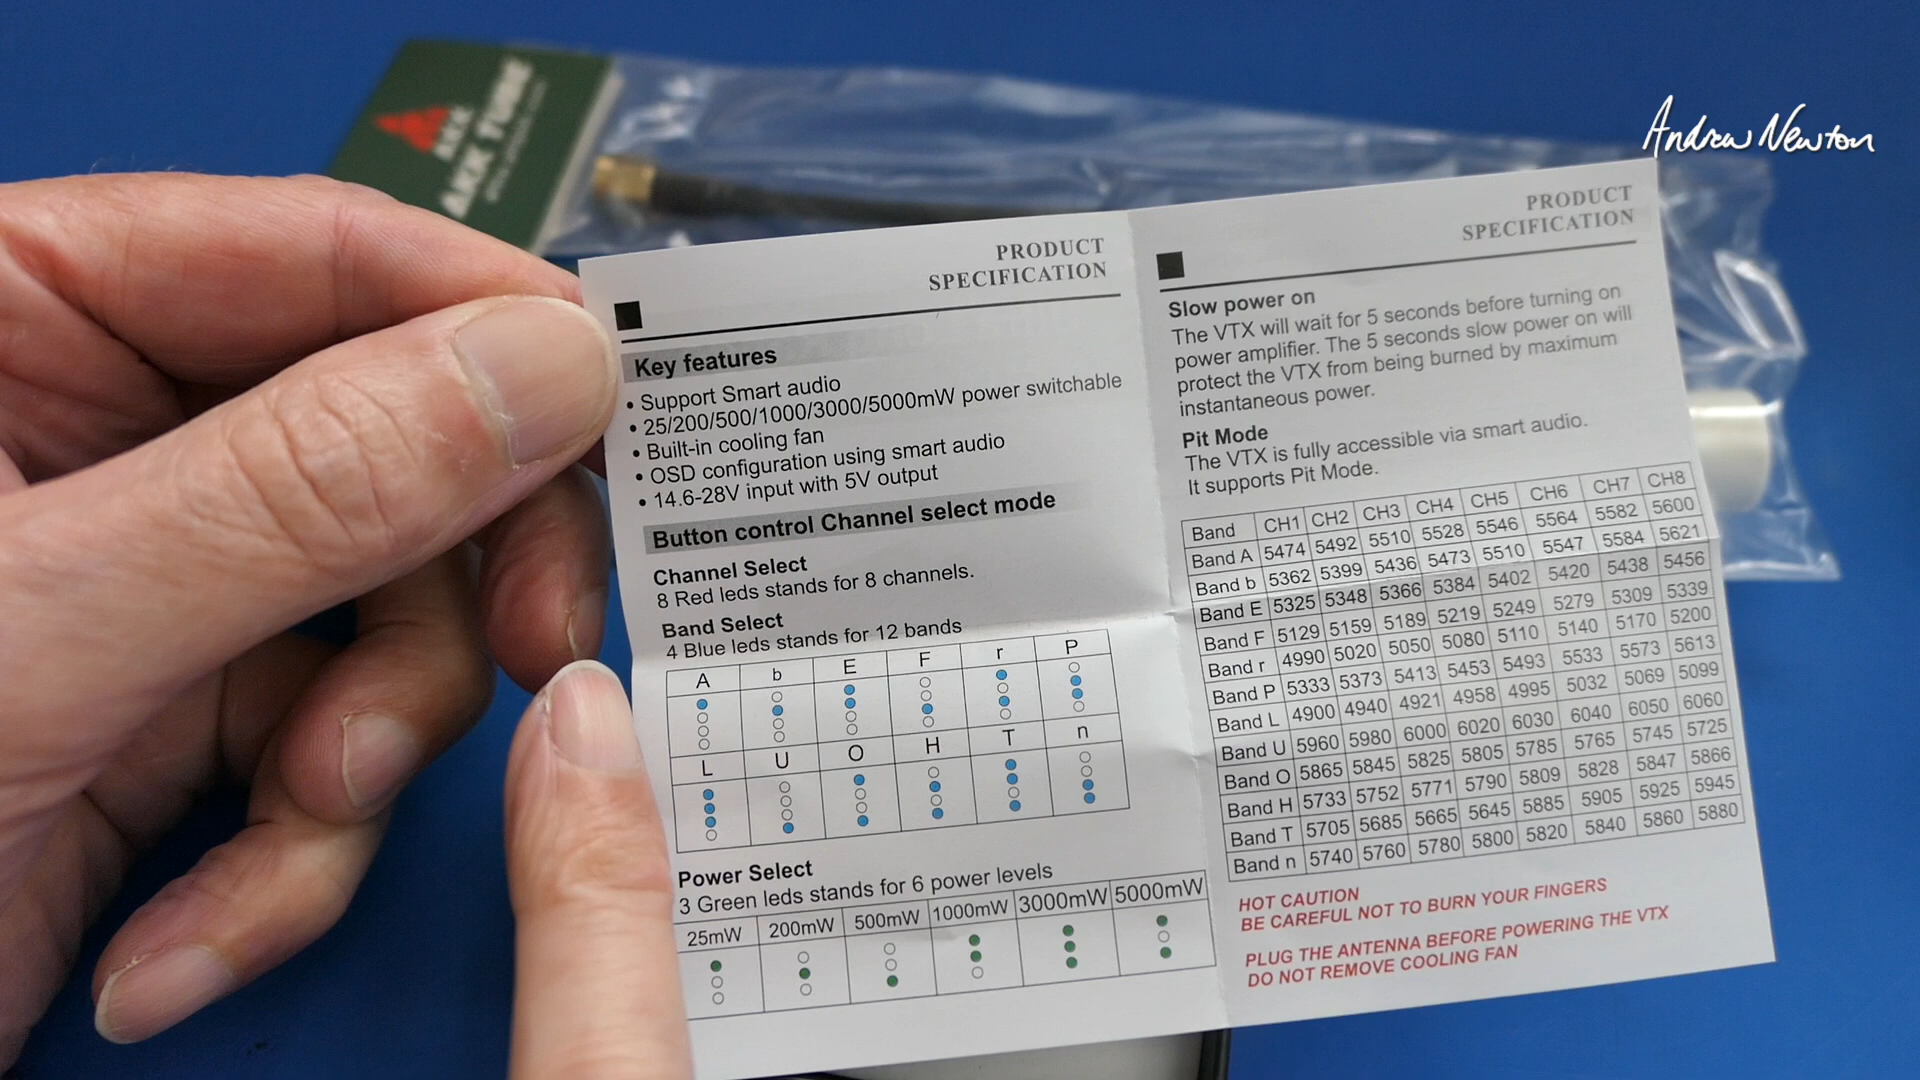 Andrew Newton
AKK
AKK TUBE
PRODUCT
SPECIFICATION
Key features
• Support Smart audio
• 25/200/500/1000/3000/5000mW power switchable
• Built-in cooling fan
• OSD configuration using smart audio
• 14.6-28V input with 5V output
Button control Channel select mode
Channel Select
8 Red leds stands for 8 channels.
Band Select
4 Blue leds stands for 12 bands
A b E F r P
L U O H T n
Power Select
3 Green leds stands for 6 power levels
25mW 200mW 500mW 1000mW 3000mW 5000mW
PRODUCT
SPECIFICATION
Slow power on
The VTX will wait for 5 seconds before turning on
power amplifier. The 5 seconds slow power on will
protect the VTX from being burned by maximum
instantaneous power.
Pit Mode
The VTX is fully accessible via smart audio.
It supports Pit Mode.
Band CH1 CH2 CH3 CH4 CH5 CH6 CH7 CH8
Band A 5474 5492 5510 5528 5546 5564 5582 5600
Band b 5362 5399 5436 5473 5510 5547 5584 5621
Band E 5325 5348 5366 5384 5402 5420 5438 5456
Band F 5129 5159 5189 5219 5249 5279 5309 5339
Band r 4990 5020 5050 5080 5110 5140 5170 5200
Band P 5333 5373 5413 5453 5493 5533 5573 5613
Band L 4900 4940 4921 4958 4995 5032 5069 5099
Band U 5960 5980 6000 6020 6030 6040 6050 6060
Band O 5865 5845 5825 5805 5785 5765 5745 5725
Band H 5733 5752 5771 5790 5809 5828 5847 5866
Band T 5705 5685 5665 5645 5885 5905 5925 5945
Band n 5740 5760 5780 5800 5820 5840 5860 5880
HOT CAUTION
BE CAREFUL NOT TO BURN YOUR FINGERS
PLUG THE ANTENNA BEFORE POWERING THE VTX
DO NOT REMOVE COOLING FAN